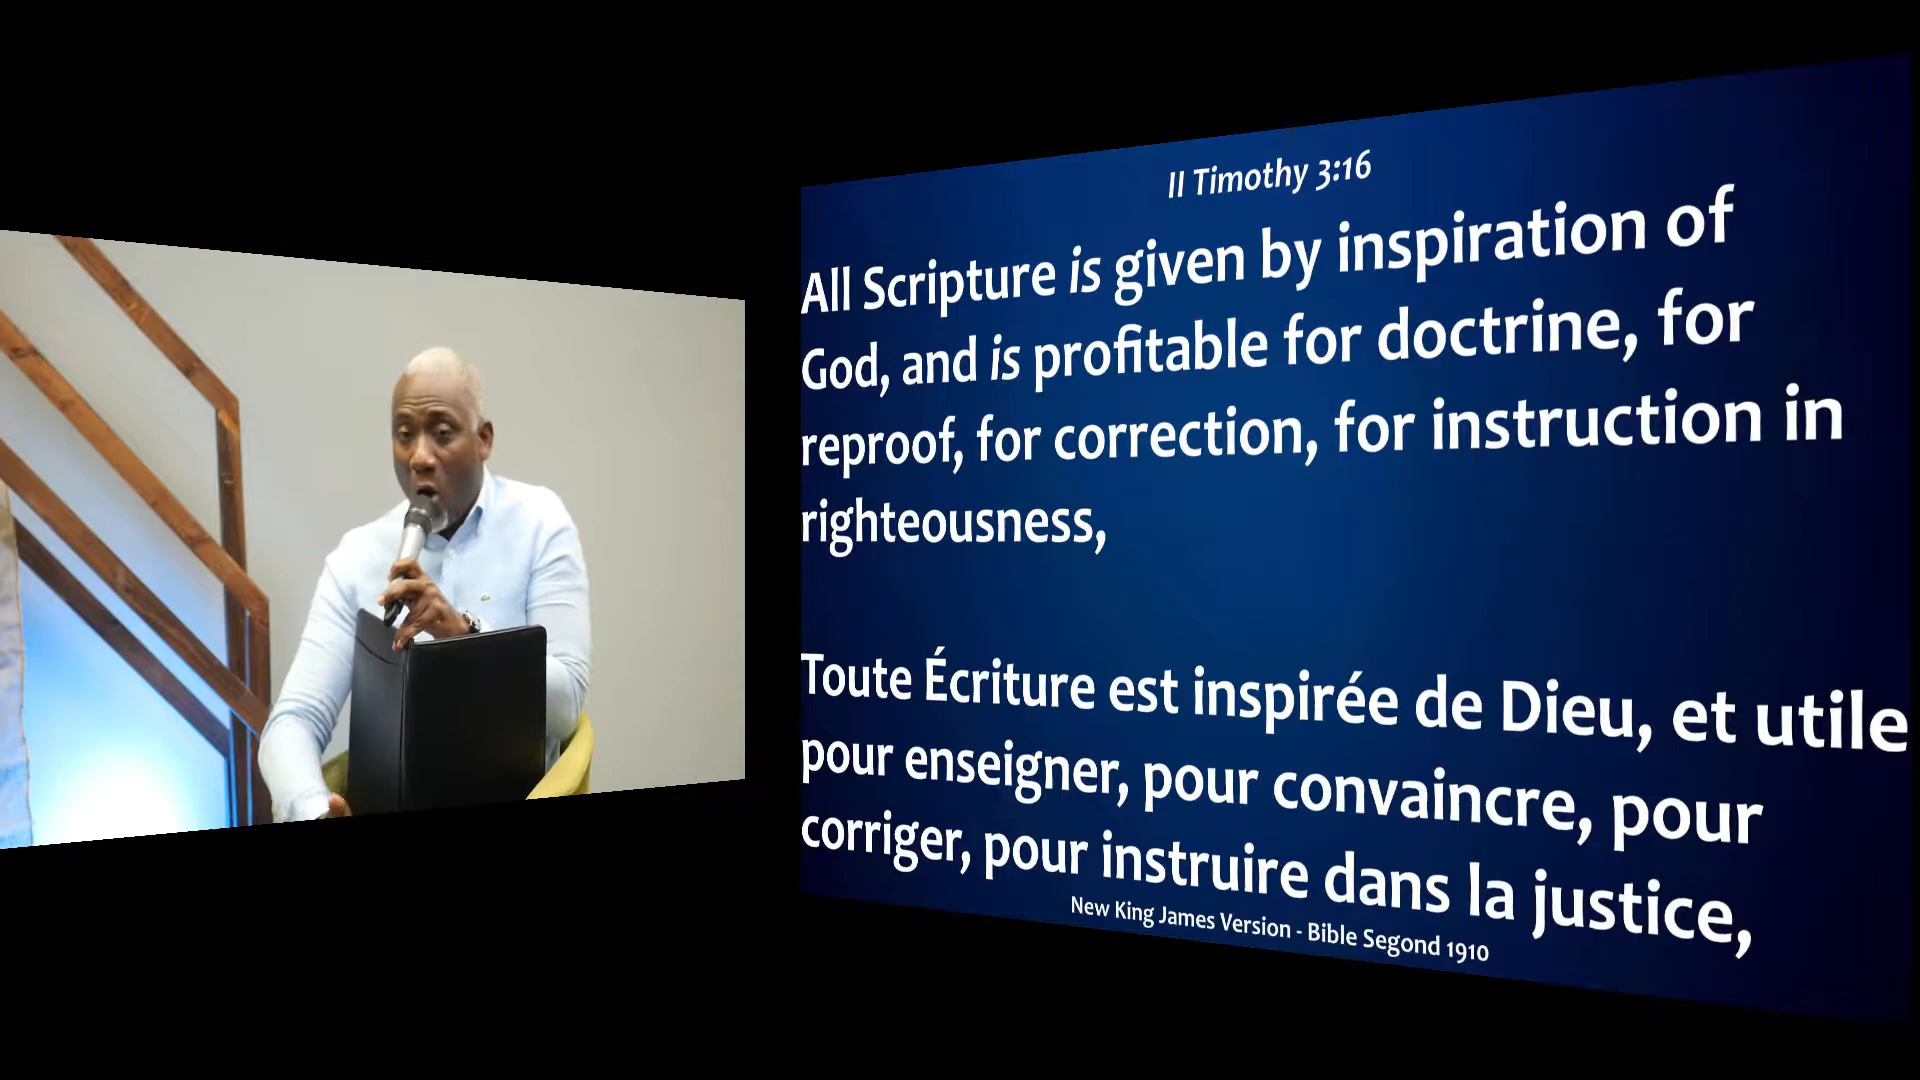 II Timothy 3:16
All Scripture is given by inspiration of
God, and is profitable for doctrine, for
reproof, for correction, for instruction in
righteousness,
Toute Écriture est inspirée de Dieu, et utile
pour enseigner, pour convaincre, pour
corriger, pour instruire dans la justice,
New King James Version - Bible Segond 1910